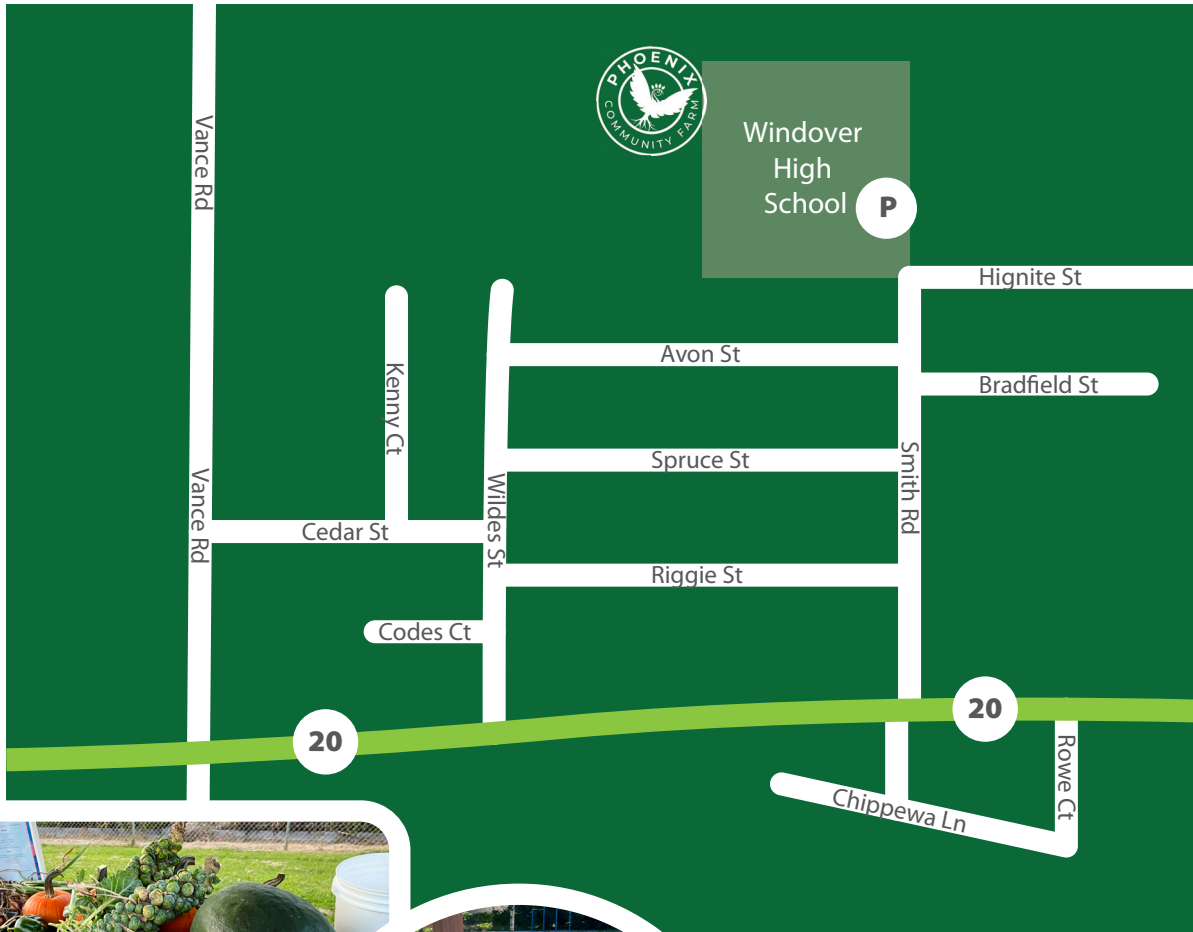 PHOENIX
COMMUNITY FARM
Windover
High
School
P
Vance Rd
Hignite St
Avon St
Kenny Ct
Bradfield St
Spruce St
Smith Rd
Vance Rd
Wildes St
Cedar St
Riggie St
Codes Ct
20
20
Rowe Ct
Chippewa Ln